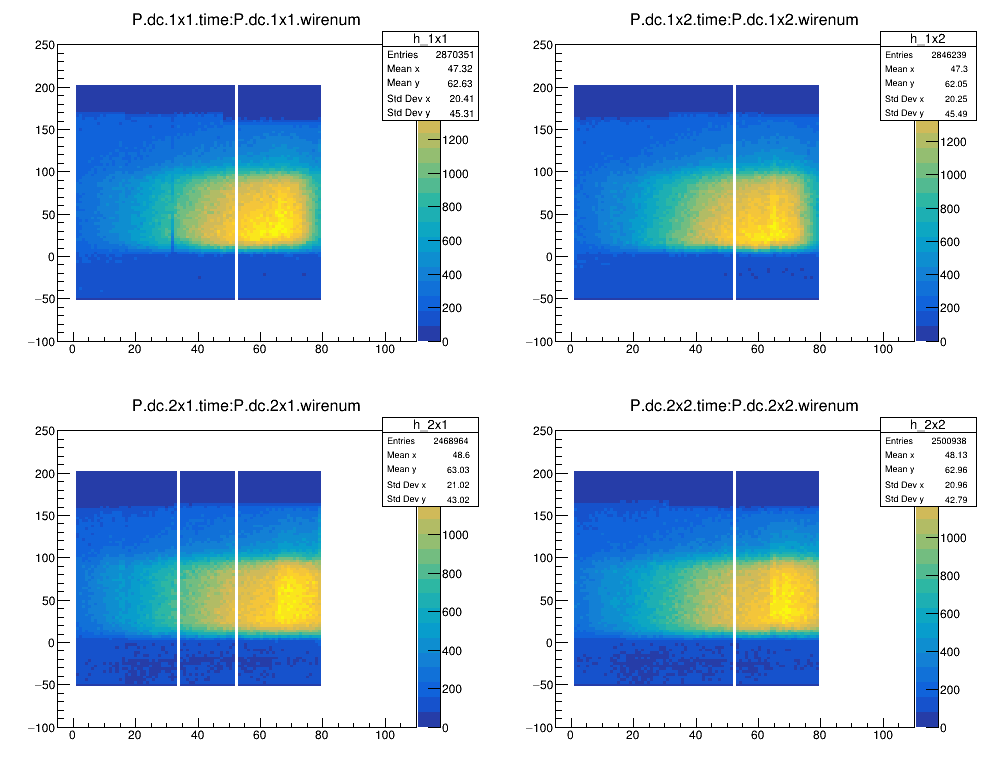 P.dc.1x1.time:P.dc.1x1.wirenum
h_1x1
Entries 2870351
Mean x 47.32
Mean y 62.63
Std Dev x 20.41
Std Dev y 45.31
250
200
150
100
50
0
−50
−100
0 20 40 60 80 100
1200
1000
800
600
400
200
0
P.dc.1x2.time:P.dc.1x2.wirenum
h_1x2
Entries 2846239
Mean x 47.3
Mean y 62.05
Std Dev x 20.25
Std Dev y 45.49
250
200
150
100
50
0
−50
−100
0 20 40 60 80 100
1200
1000
800
600
400
200
0
P.dc.2x1.time:P.dc.2x1.wirenum
h_2x1
Entries 2468964
Mean x 48.6
Mean y 63.03
Std Dev x 21.02
Std Dev y 43.02
250
200
150
100
50
0
−50
−100
0 20 40 60 80 100
1000
800
600
400
200
0
P.dc.2x2.time:P.dc.2x2.wirenum
h_2x2
Entries 2500938
Mean x 48.13
Mean y 62.96
Std Dev x 20.96
Std Dev y 42.79
250
200
150
100
50
0
−50
−100
0 20 40 60 80 100
1000
800
600
400
200
0